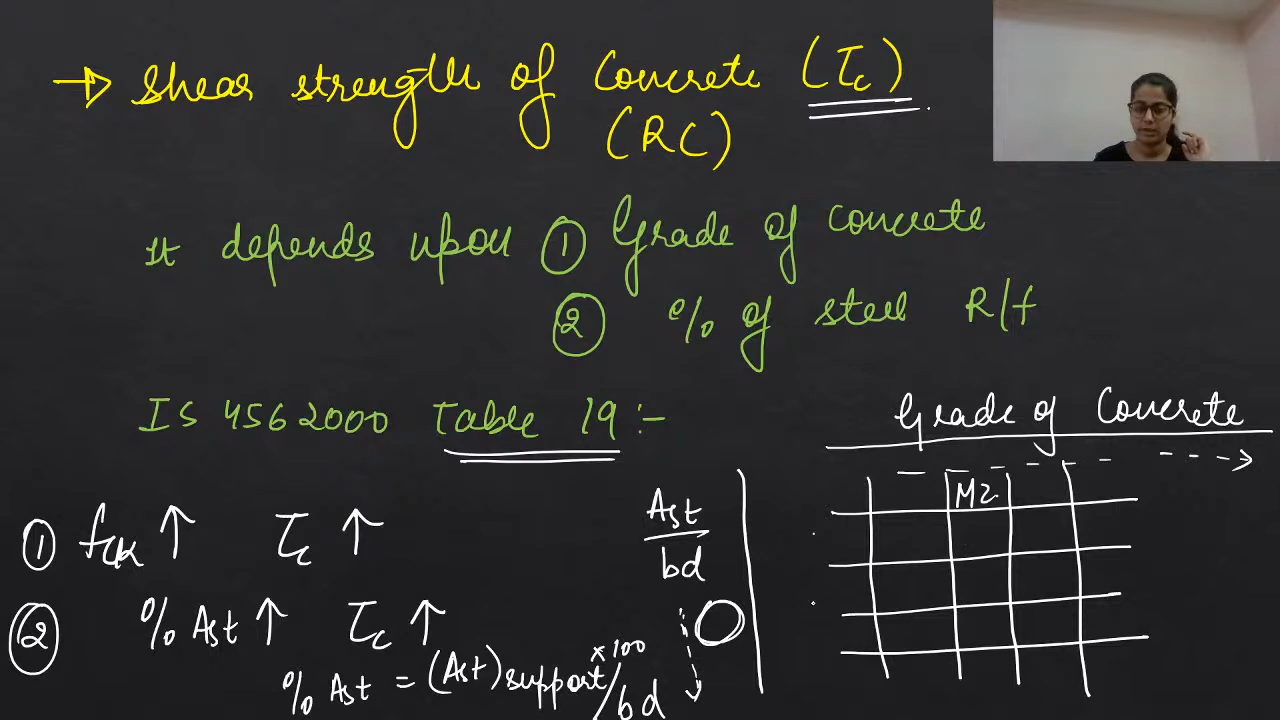 → Shear strength of Concrete (τc)
(RC)
It depends upon ① Grade of concrete
② % of steel R/f
IS 456 2000 Table 19 :-
Grade of Concrete
M2
① fck ↑ τc ↑
Ast
bd
② % Ast ↑ τc ↑
% Ast = (Ast) support × 100 / bd